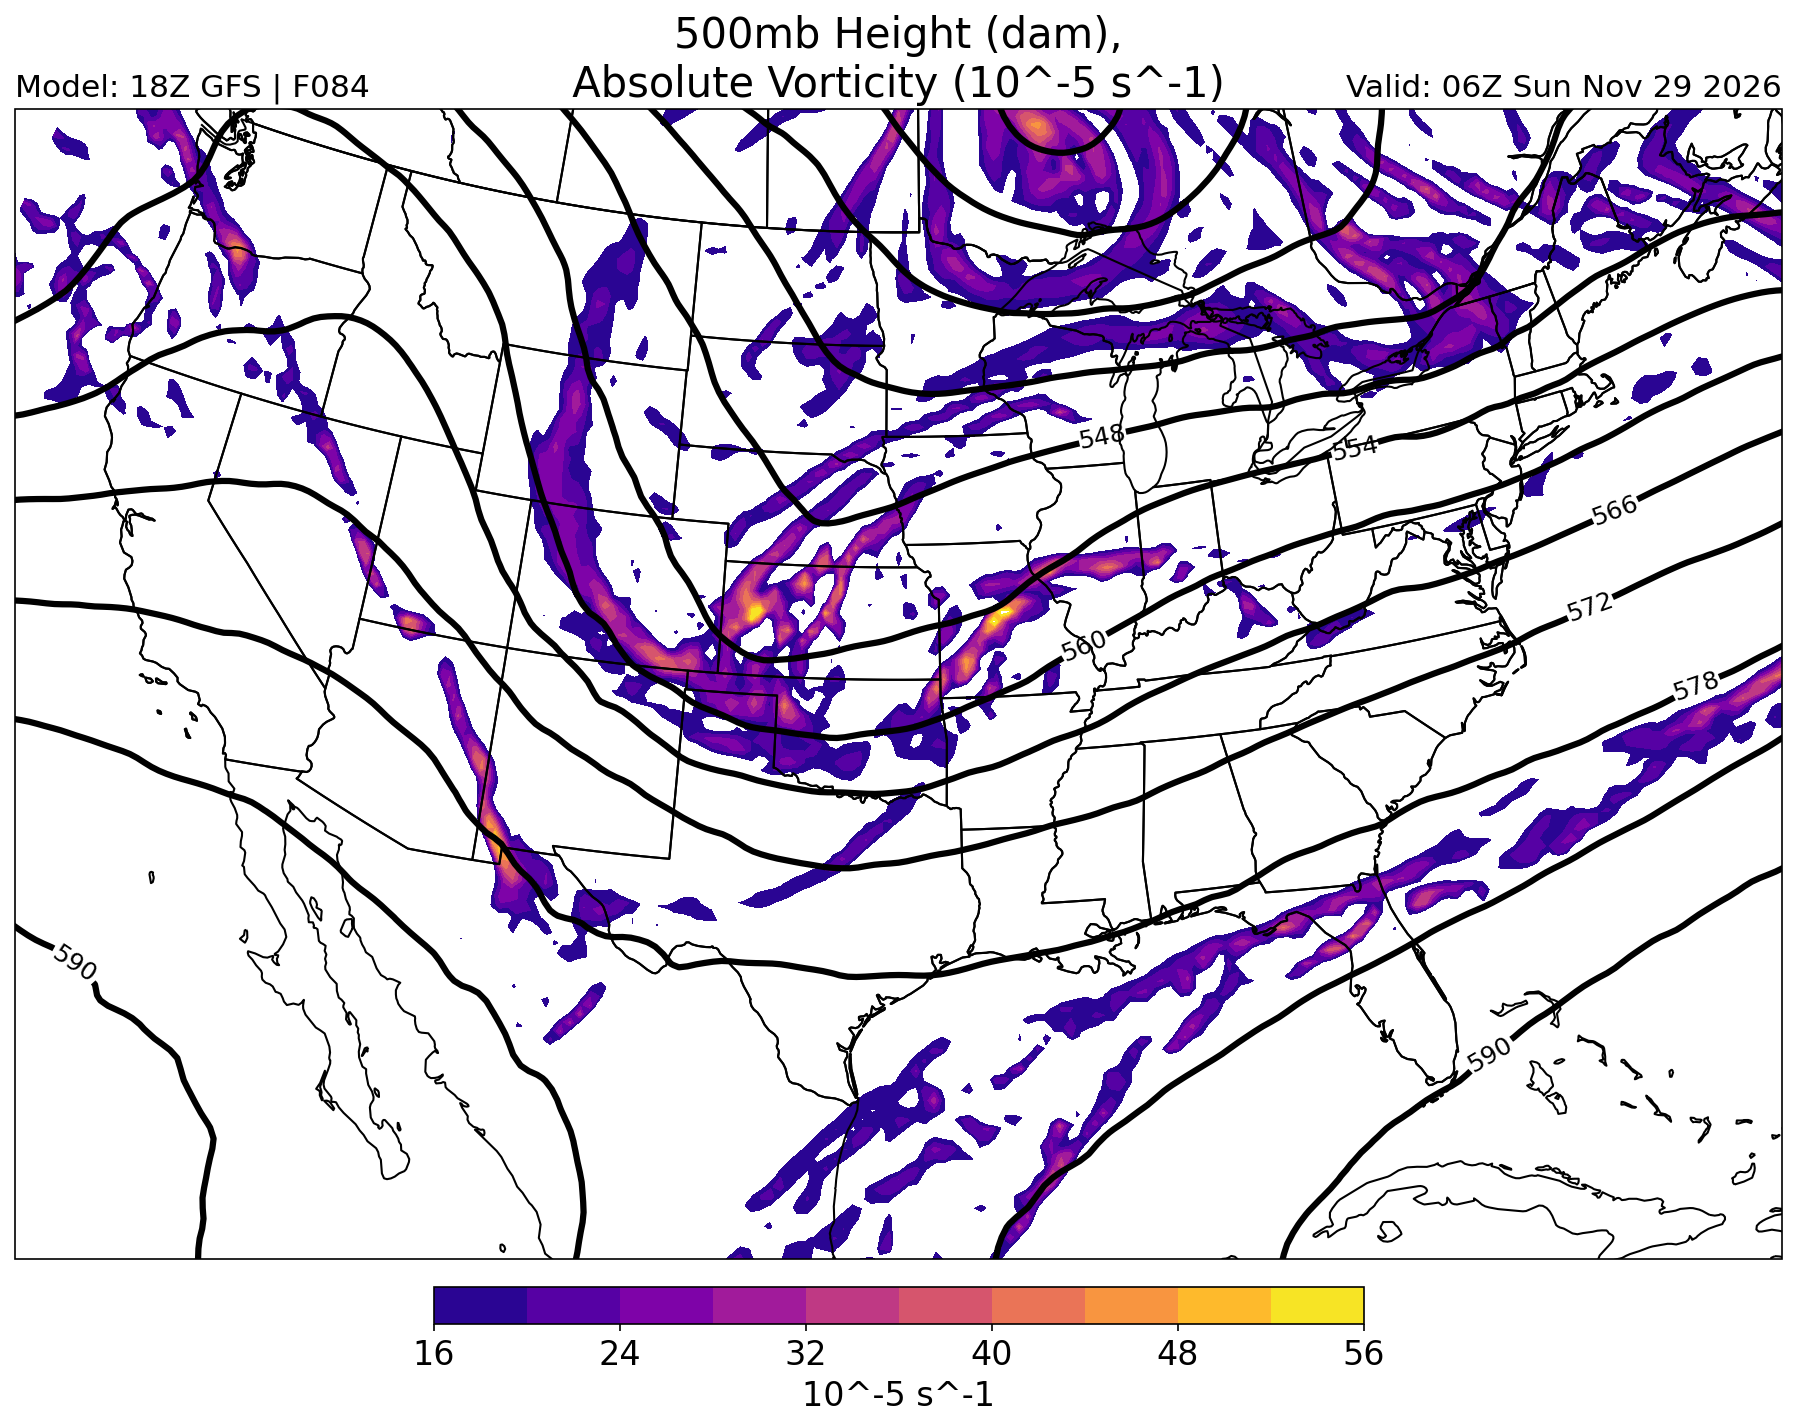 500mb Height (dam),
Model: 18Z GFS | F084
Absolute Vorticity (10^-5 s^-1)
Valid: 06Z Sun Nov 29 2026
548
554
566
572
560
578
590
590
16 24 32 40 48 56
10^-5 s^-1